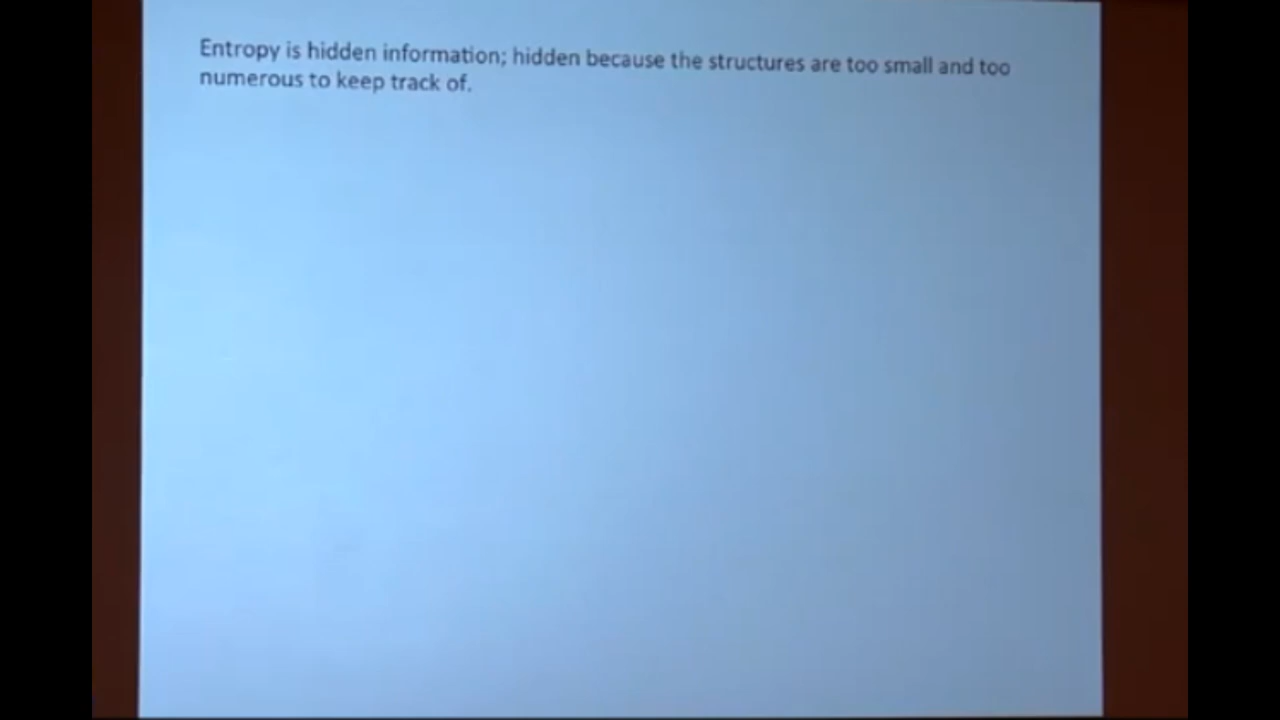 Entropy is hidden information; hidden because the structures are too small and too
numerous to keep track of.